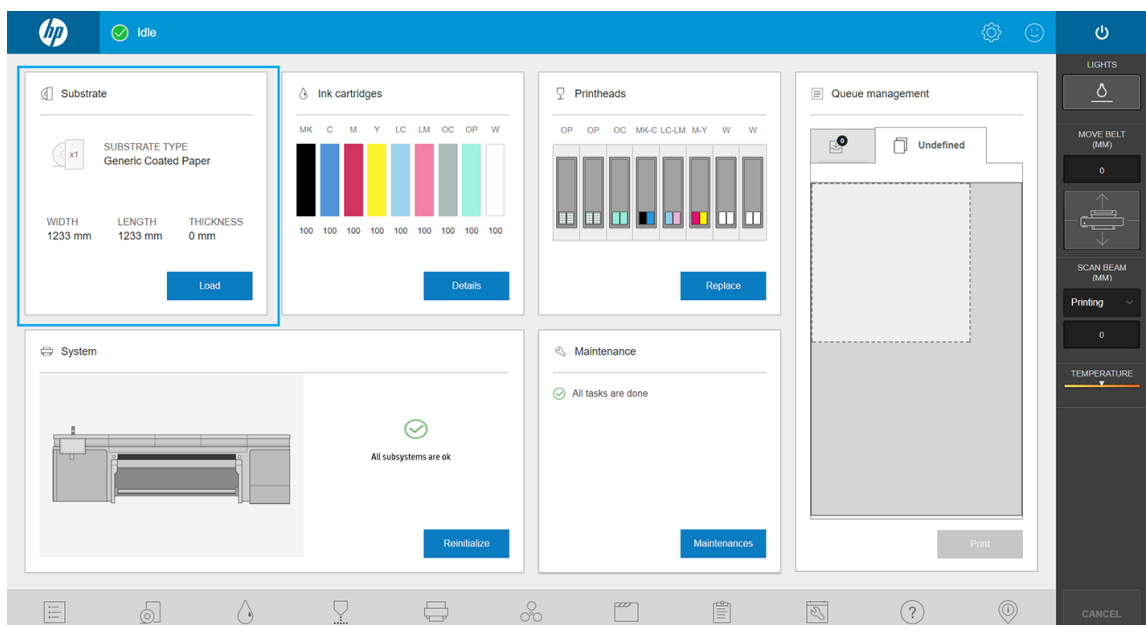 hp
Idle
Substrate
x1
SUBSTRATE TYPE
Generic Coated Paper
WIDTH LENGTH THICKNESS
1233 mm 1233 mm 0 mm
Load
Ink cartridges
MK C M Y LC LM OC OP W
100 100 100 100 100 100 100 100 100
Details
Printheads
OP OP OC MK-C LC-LM M-Y W W
Replace
Queue management
0
Undefined
Print
System
All subsystems are ok
Reinitialize
Maintenance
All tasks are done
Maintenances
?
LIGHTS
MOVE BELT
(MM)
0
SCAN BEAM
(MM)
Printing
0
TEMPERATURE
CANCEL